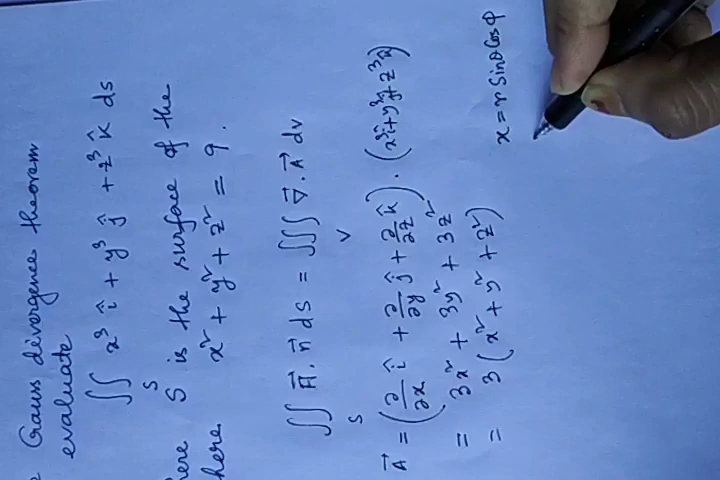 Gauss divergence theorem
evaluate
∬ x³ î + y³ ĵ + z³ k̂ ds
S
S is the surface of the
here x² + y² + z² = 9.
∬ A⃗. n⃗ ds = ∭ ∇⃗. A⃗ dv
S V
A⃗ = (∂/∂x î + ∂/∂y ĵ + ∂/∂z k̂) . (x³î + y³ĵ + z³k̂)
= 3x² + 3y² + 3z²
= 3 (x² + y² + z²)
x = r Sinθ Cosφ